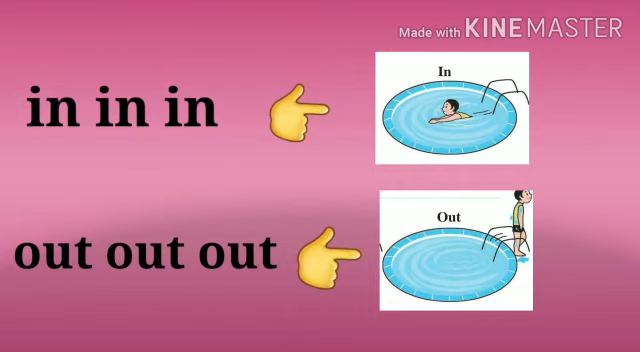 Made with KINEMASTER
In
in in in
Out
out out out